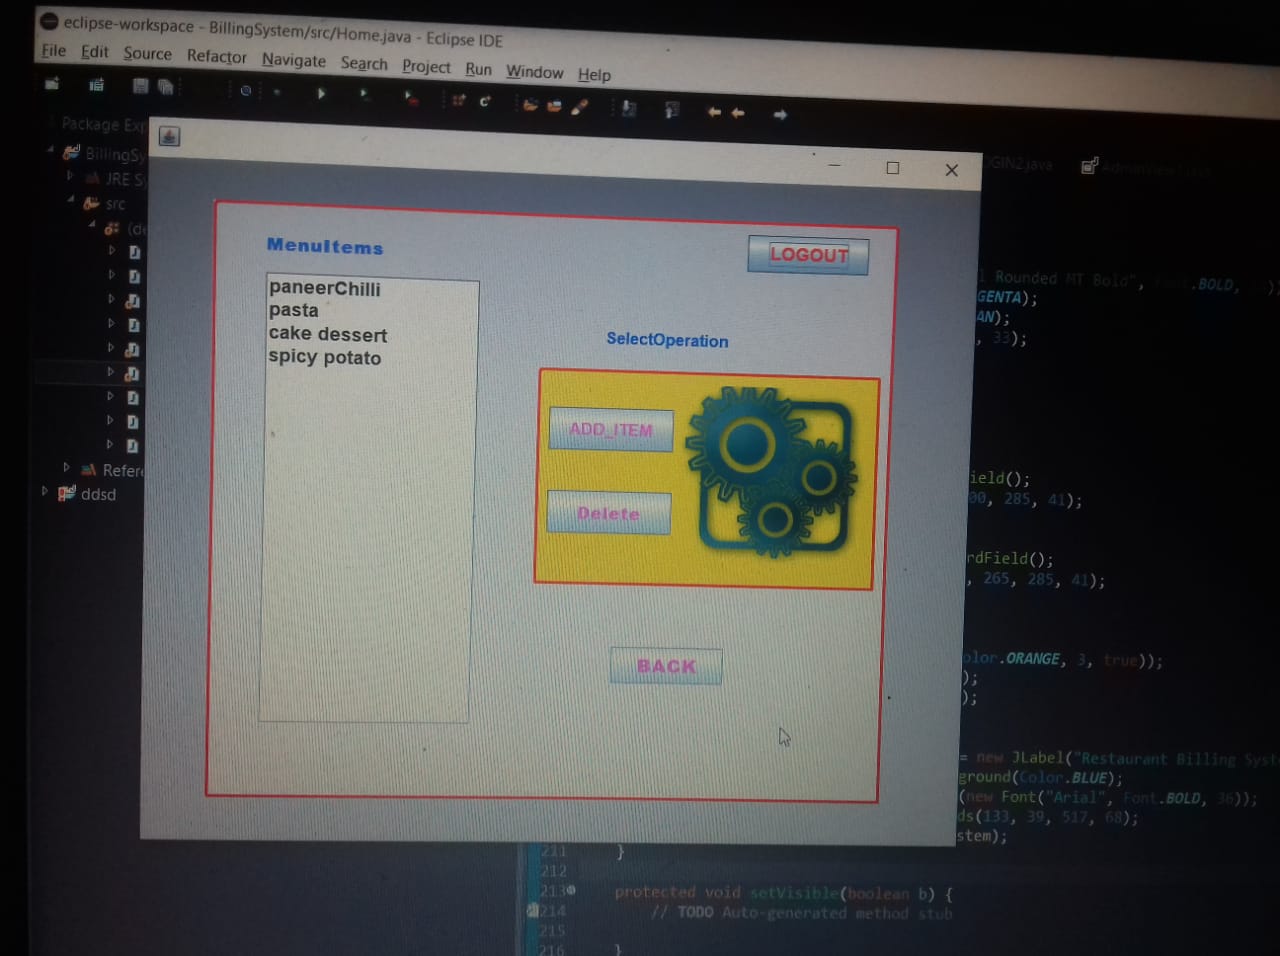 eclipse-workspace - BillingSystem/src/Home.java - Eclipse IDE
File Edit Source Refactor Navigate Search Project Run Window Help
Package Exp
BillingSy
JRE Sy
src
(de
Refere
ddsd
GIN2.java
MenuItems
LOGOUT
paneerChilli
pasta
cake dessert
spicy potato
SelectOperation
ADD_ITEM
Delete
BACK
l Rounded MT Bold", Font.BOLD,
GENTA);
AN);
, 33);
ield();
00, 285, 41);
rdField();
, 265, 285, 41);
olor.ORANGE, 3, true));
);
);
= new JLabel("Restaurant Billing Syst
ground(Color.BLUE);
(new Font("Arial", Font.BOLD, 36));
ds(133, 39, 517, 68);
stem);
211 }
212
213 protected void setVisible(boolean b) {
214 // TODO Auto-generated method stub
215
216 }